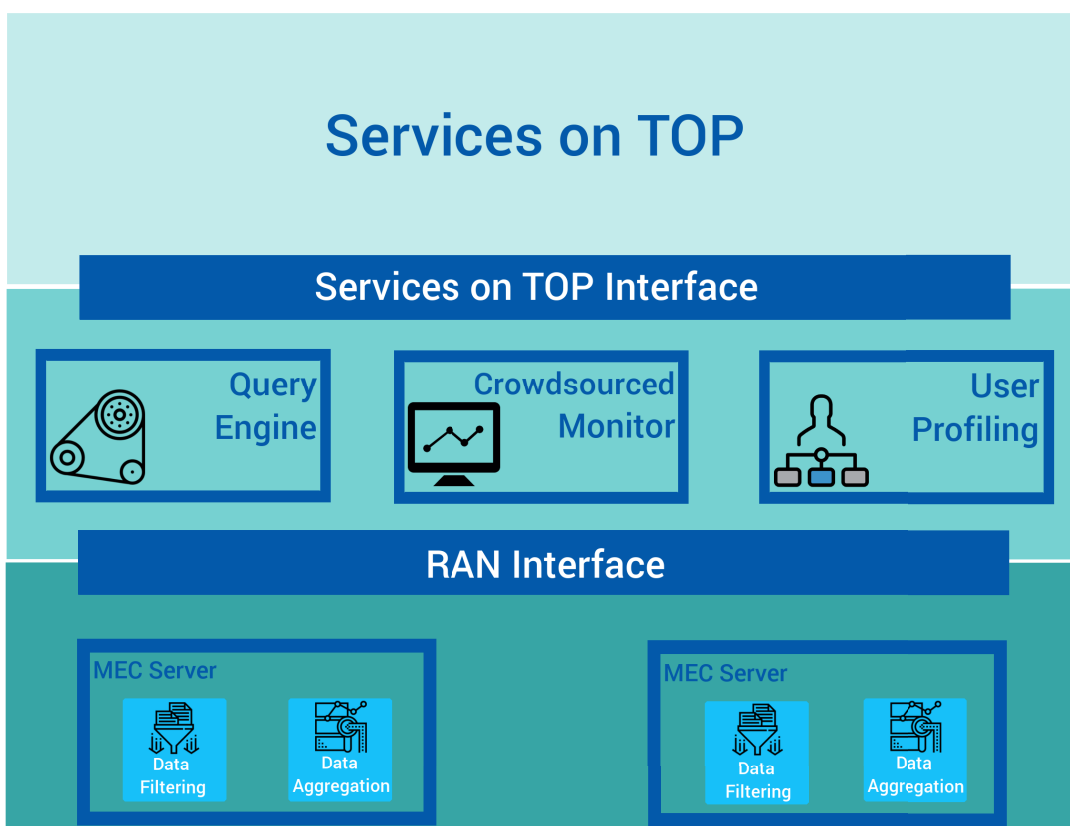 Services on TOP
Services on TOP Interface
Query
Engine
Crowdsourced
Monitor
User
Profiling
RAN Interface
MEC Server
Data
Filtering
Data
Aggregation
MEC Server
Data
Filtering
Data
Aggregation